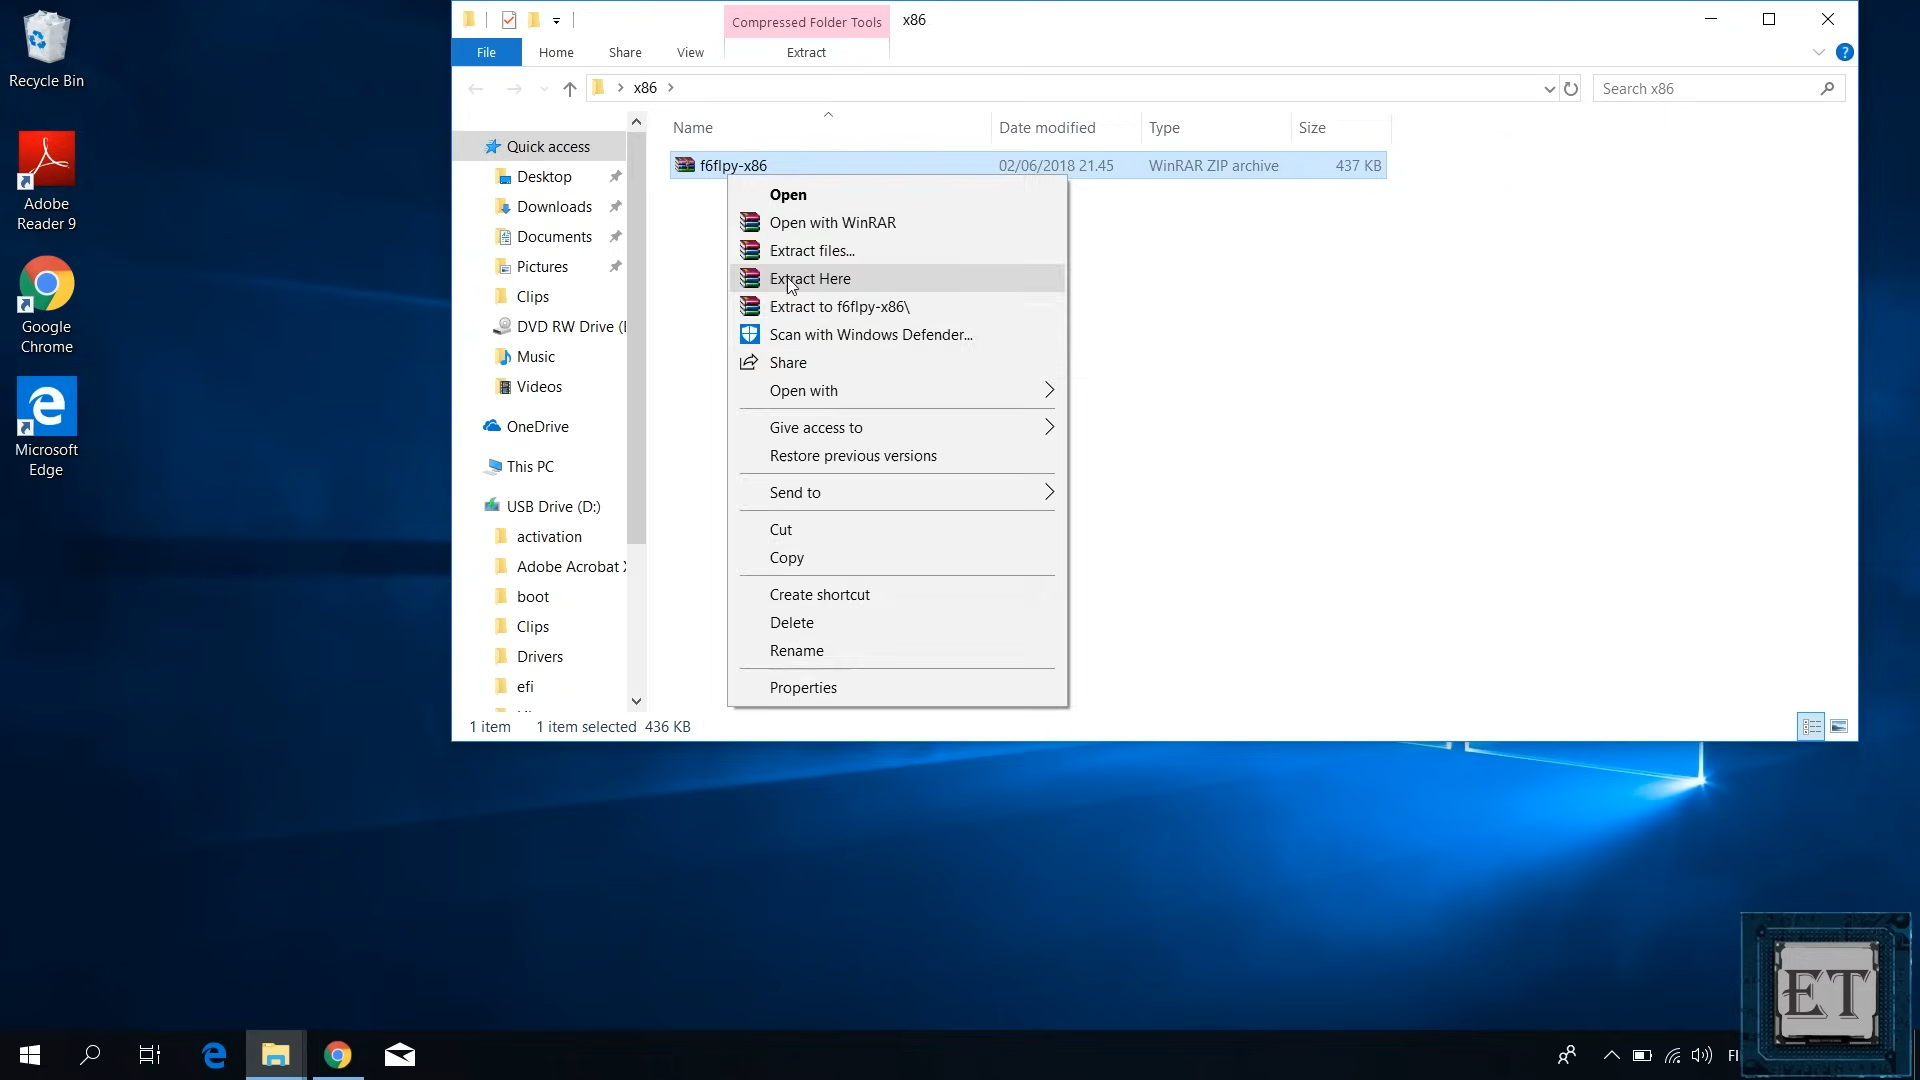 Recycle Bin
Adobe
Reader 9
Google
Chrome
Microsoft
Edge
Compressed Folder Tools
x86
File
Home
Share
View
Extract
x86
Search x86
Name
Date modified
Type
Size
f6flpy-x86
02/06/2018 21.45
WinRAR ZIP archive
437 KB
Quick access
Desktop
Downloads
Documents
Pictures
Clips
DVD RW Drive (
Music
Videos
OneDrive
This PC
USB Drive (D:)
activation
Adobe Acrobat
boot
Clips
Drivers
efi
Open
Open with WinRAR
Extract files...
Extract Here
Extract to f6flpy-x86\
Scan with Windows Defender...
Share
Open with
Give access to
Restore previous versions
Send to
Cut
Copy
Create shortcut
Delete
Rename
Properties
1 item
1 item selected 436 KB
ET
FI